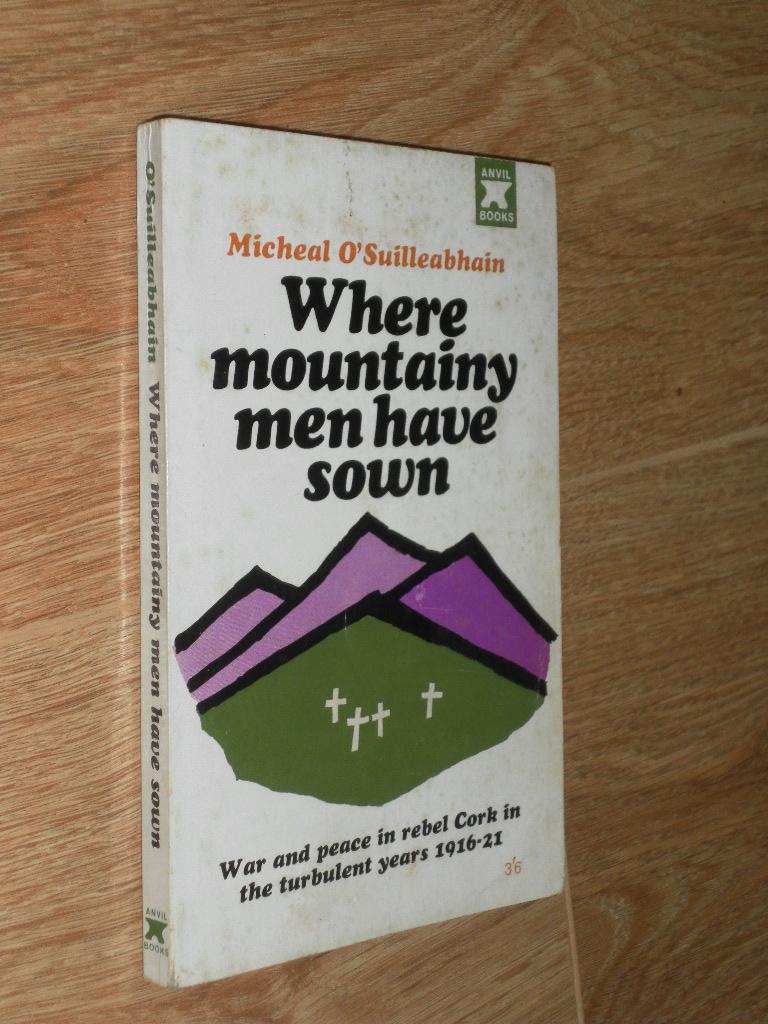 ANVIL
BOOKS
Micheal O'Suilleabhain
Where
mountainy
men have
sown
War and peace in rebel Cork in
the turbulent years 1916-21
3'6
O'Suilleabhain Where mountainy men have sown
ANVIL
BOOKS